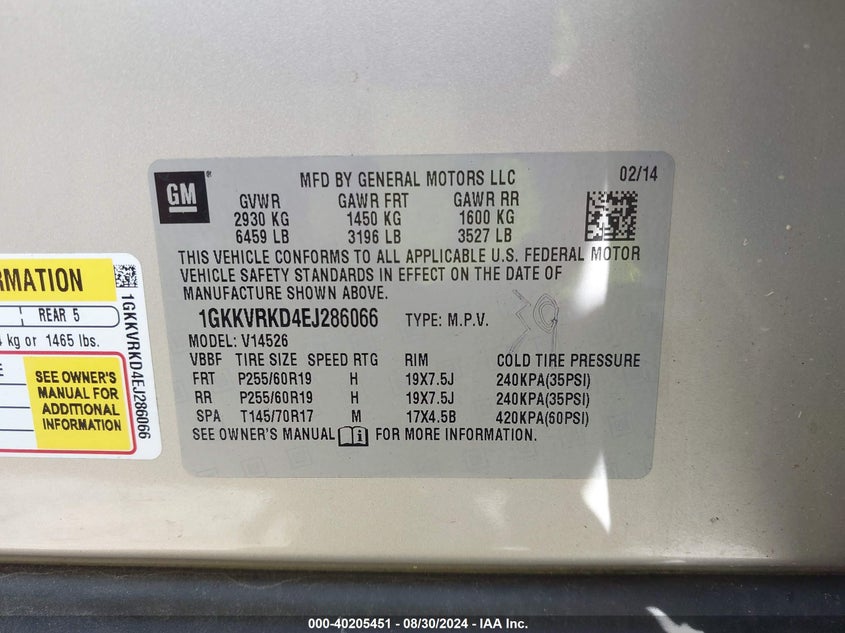 GM
MFD BY GENERAL MOTORS LLC 02/14
GVWR GAWR FRT GAWR RR
2930 KG 1450 KG 1600 KG
6459 LB 3196 LB 3527 LB
THIS VEHICLE CONFORMS TO ALL APPLICABLE U.S. FEDERAL MOTOR
VEHICLE SAFETY STANDARDS IN EFFECT ON THE DATE OF
MANUFACTURE SHOWN ABOVE.
1GKKVRKD4EJ286066 TYPE: M.P.V.
MODEL: V14526
VBBF TIRE SIZE SPEED RTG RIM COLD TIRE PRESSURE
FRT P255/60R19 H 19X7.5J 240KPA(35PSI)
RR P255/60R19 H 19X7.5J 240KPA(35PSI)
SPA T145/70R17 M 17X4.5B 420KPA(60PSI)
SEE OWNER'S MANUAL FOR MORE INFORMATION.
REAR 5
kg or 1465 lbs.
SEE OWNER'S
MANUAL FOR
ADDITIONAL
INFORMATION
1GKKVRKD4EJ286066
000-40205451 - 08/30/2024 - IAA Inc.